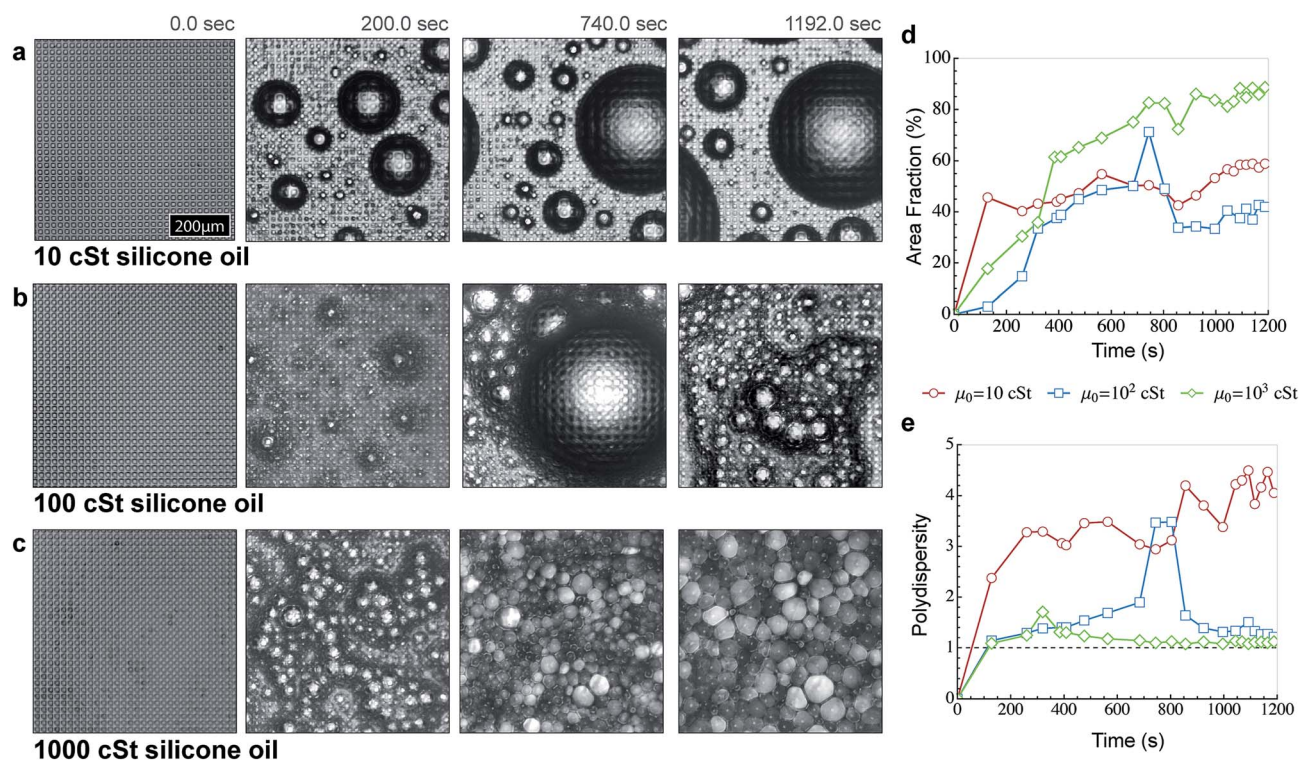 a
0.0 sec
200.0 sec
740.0 sec
1192.0 sec
200µm
10 cSt silicone oil
b
100 cSt silicone oil
c
1000 cSt silicone oil
d
Area Fraction (%)
100
80
60
40
20
0
0 200 400 600 800 1000 1200
Time (s)
μ₀=10 cSt μ₀=10² cSt μ₀=10³ cSt
e
Polydispersity
5
4
3
2
1
0
0 200 400 600 800 1000 1200
Time (s)